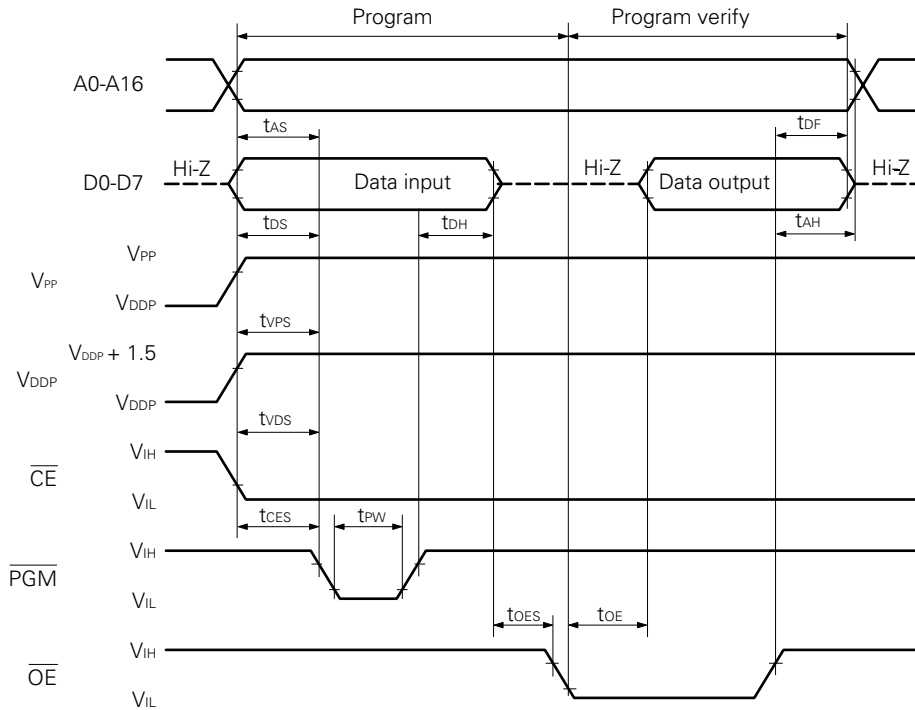 Program Program verify
A0-A16
tAS tDF
Hi-Z Data input Hi-Z Data output Hi-Z
D0-D7
tDS tDH tAH
VPP
VPP
VDDP
tVPS
VDDP + 1.5
VDDP
VDDP
tVDS
VIH
CE
VIL
tCES tPW
VIH
PGM
VIL
tOES tOE
VIH
OE
VIL